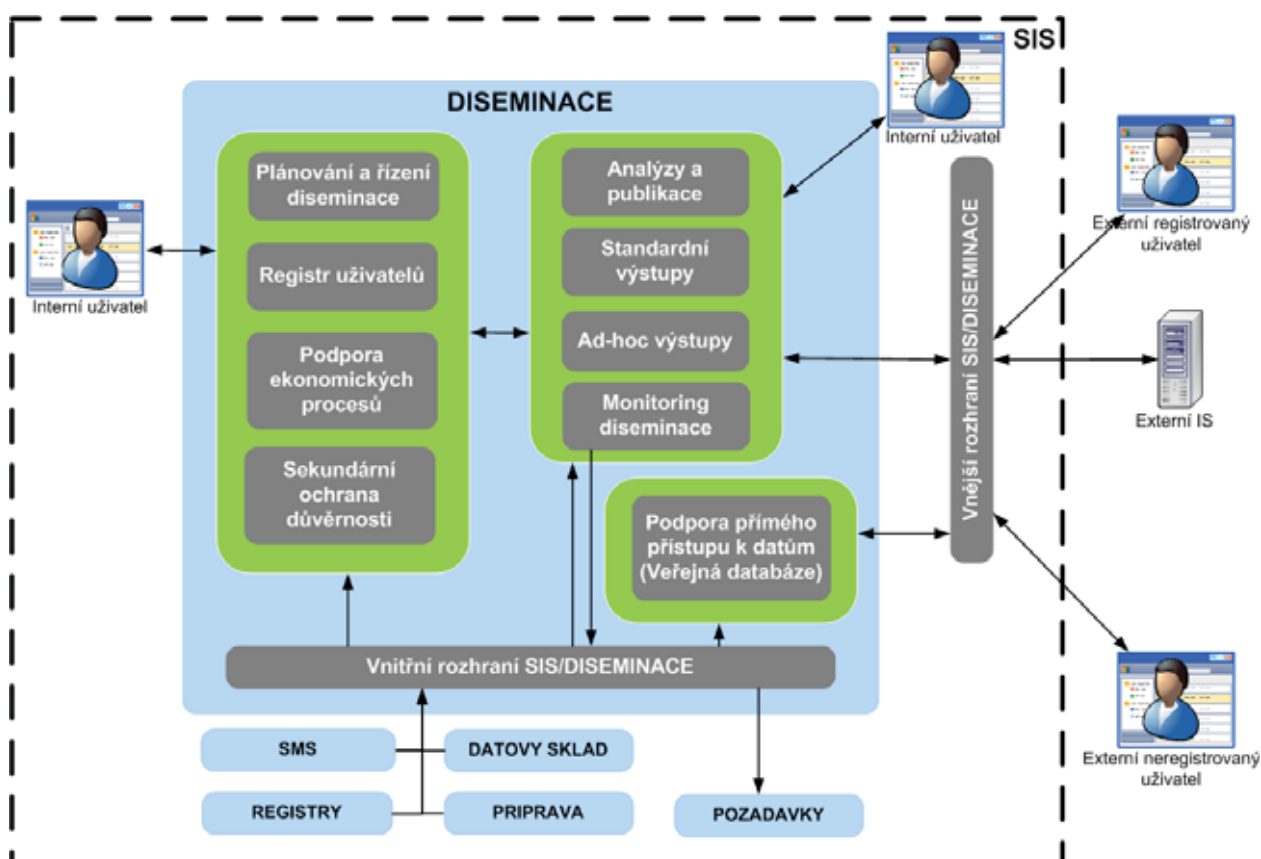 SIS
DISEMINACE
Interní uživatel
Plánování a řízení
diseminace
Registr uživatelů
Podpora
ekonomických
procesů
Sekundární
ochrana
důvěrnosti
Analýzy a
publikace
Standardní
výstupy
Ad-hoc výstupy
Monitoring
diseminace
Podpora přímého
přístupu k datům
(Veřejná databáze)
Interní uživatel
Vnější rozhraní SIS/DISEMINACE
Externí registrovaný
uživatel
Externí IS
Externí neregistrovaný
uživatel
Vnitřní rozhraní SIS/DISEMINACE
SMS
DATOVY SKLAD
REGISTRY
PRIPRAVA
POZADAVKY